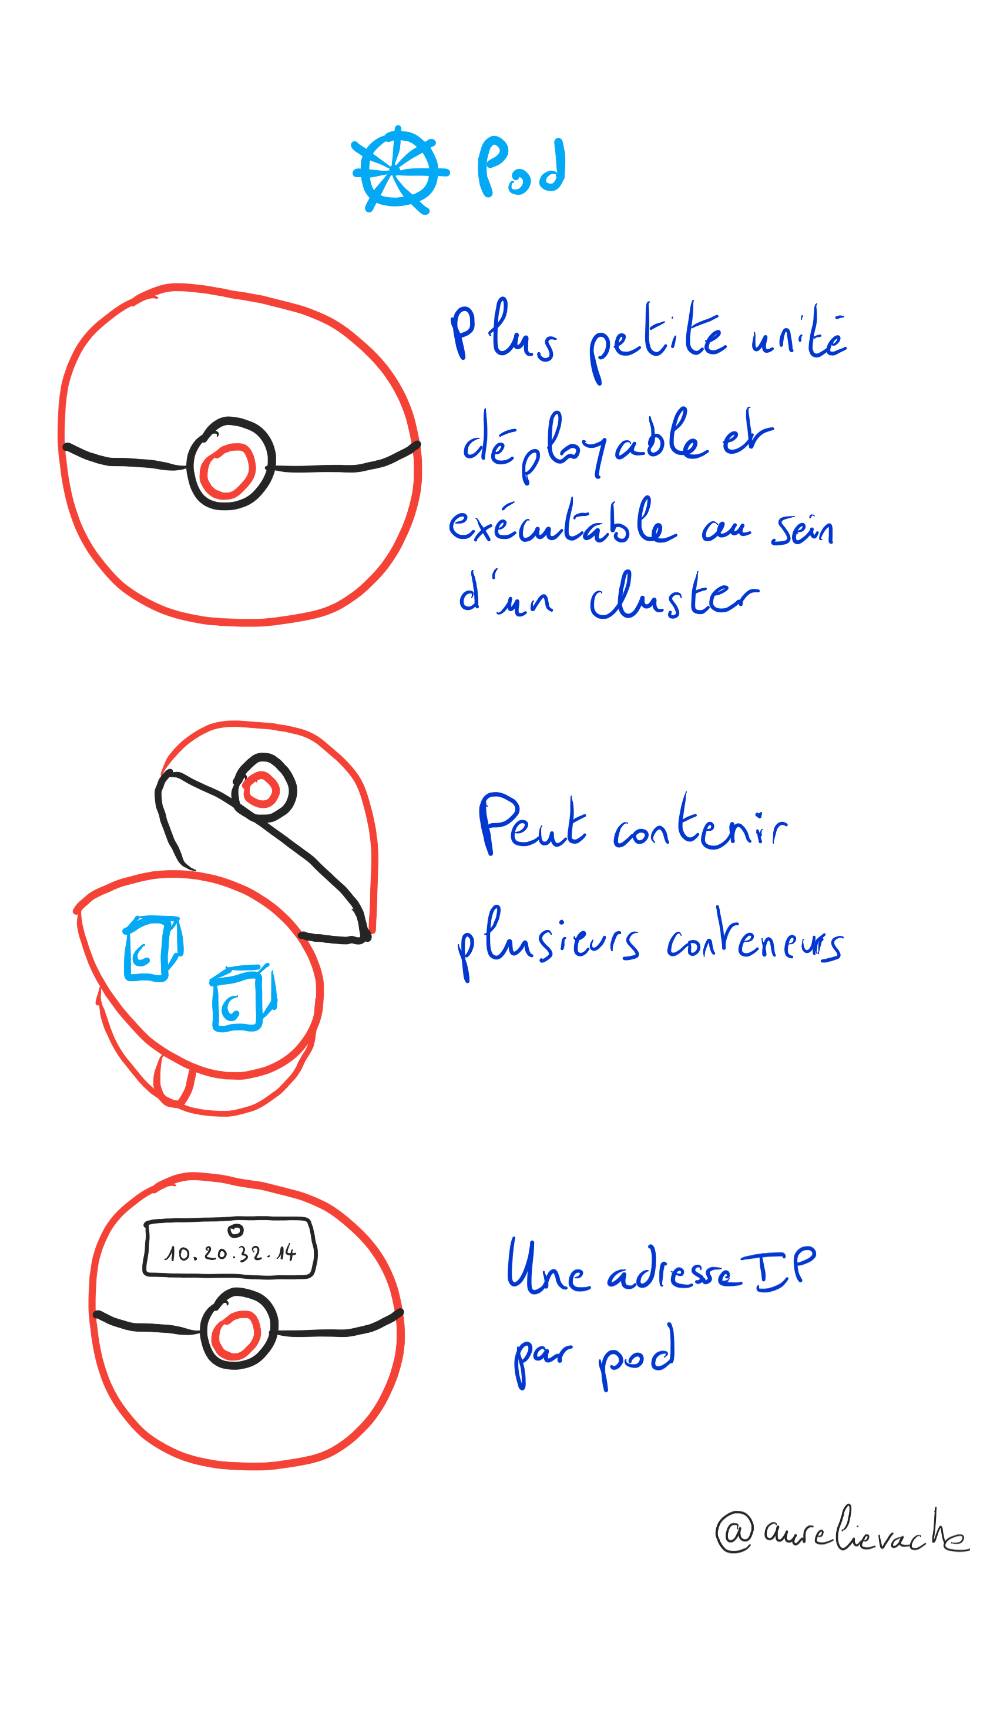 Pod
Plus petite unité
déployable et
exécutable au sein
d'un cluster
Peut contenir
plusieurs conteneurs
C
C
10.20.32.14
Une adresse IP
par pod
@aurelievache